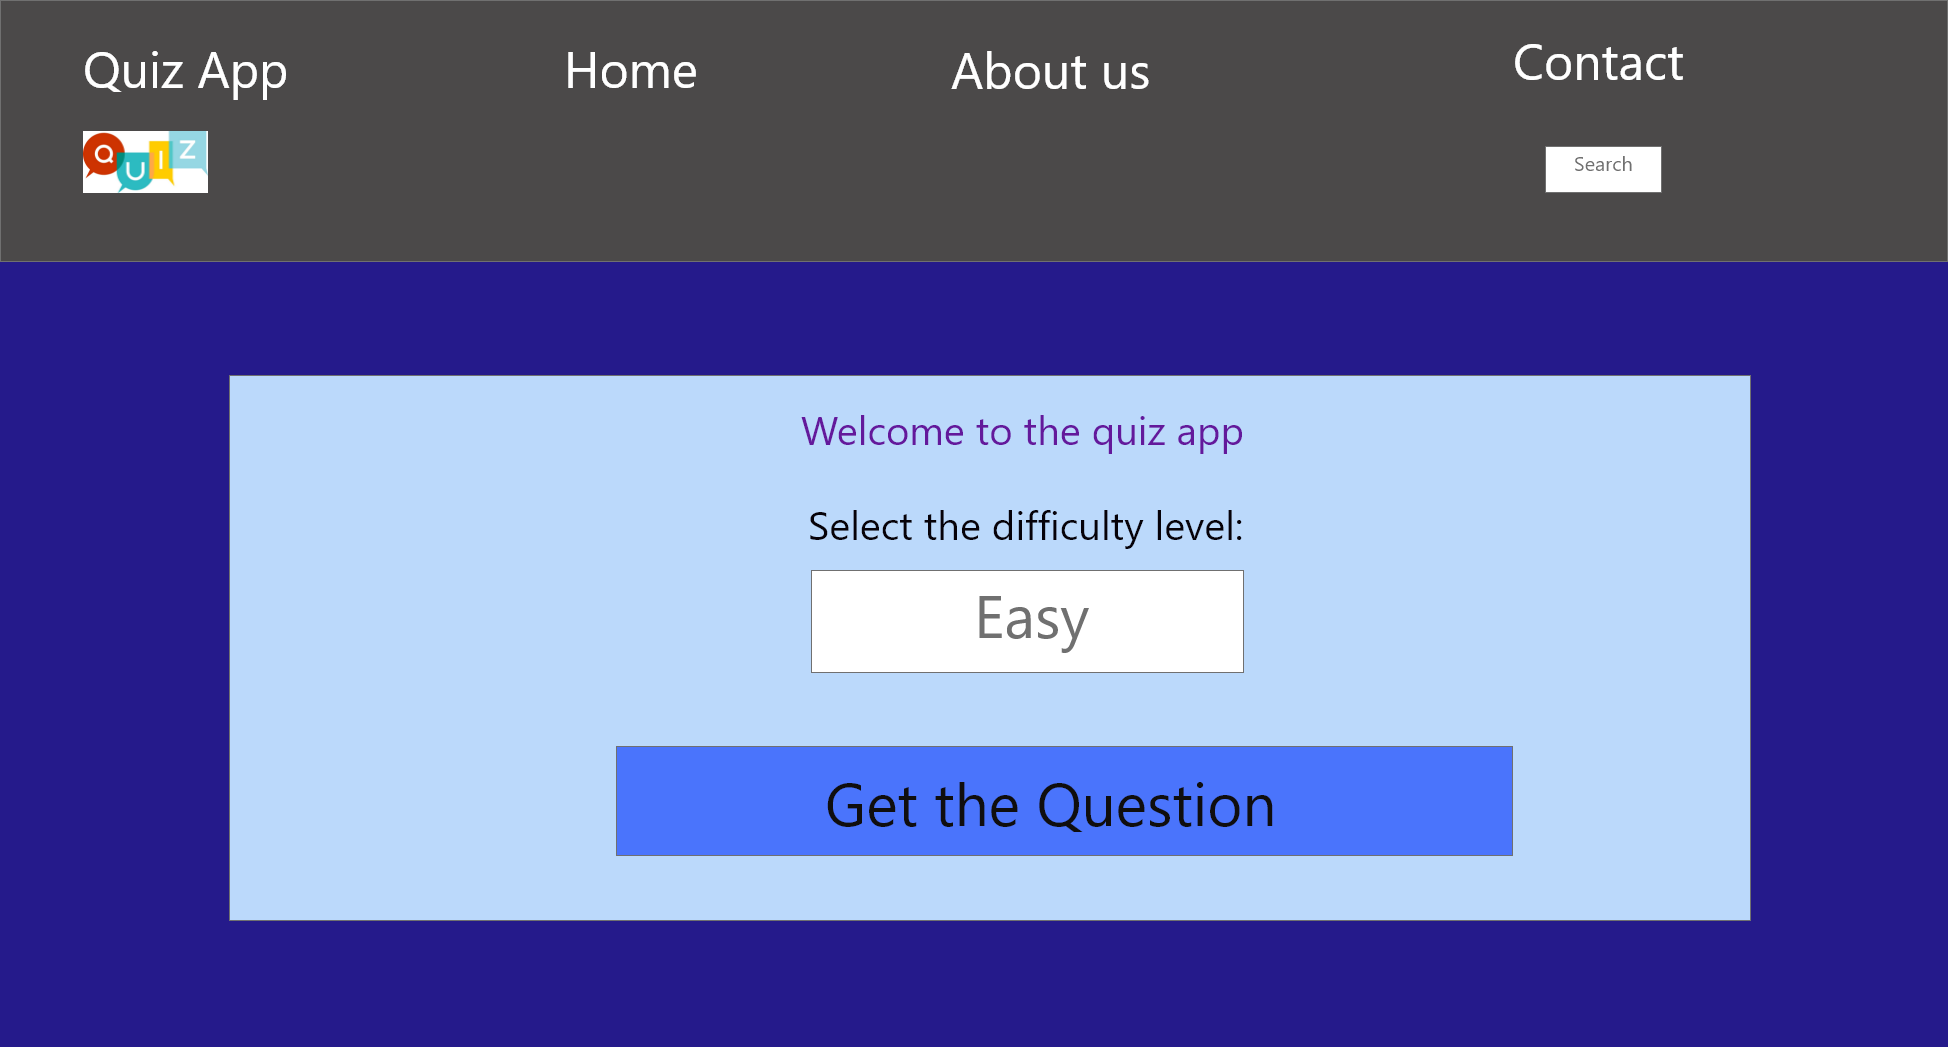 Quiz App
Home
About us
Contact
QUIZ
Search
Welcome to the quiz app
Select the difficulty level:
Easy
Get the Question